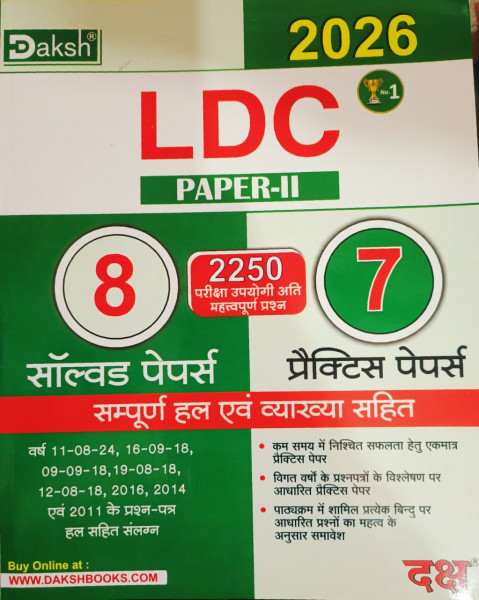 Daksh®
2026
LDC
No.1
PAPER-II
8
2250
परीक्षा उपयोगी अति
महत्त्वपूर्ण प्रश्न
7
सॉल्वड पेपर्स
प्रैक्टिस पेपर्स
सम्पूर्ण हल एवं व्याख्या सहित
वर्ष 11-08-24, 16-09-18,
09-09-18,19-08-18,
12-08-18, 2016, 2014
एवं 2011 के प्रश्न-पत्र
हल सहित संलग्न
• कम समय में निश्चित सफलता हेतु एकमात्र
प्रैक्टिस पेपर
• विगत वर्षो के प्रश्नपत्रों के विश्लेषण पर
आधारित प्रैक्टिस पेपर
• पाठ्यक्रम में शामिल प्रत्येक बिन्दु पर
आधारित प्रश्नों का महत्व के
अनुसार समावेश
Buy Online at :
WWW.DAKSHBOOKS.COM
दक्ष®